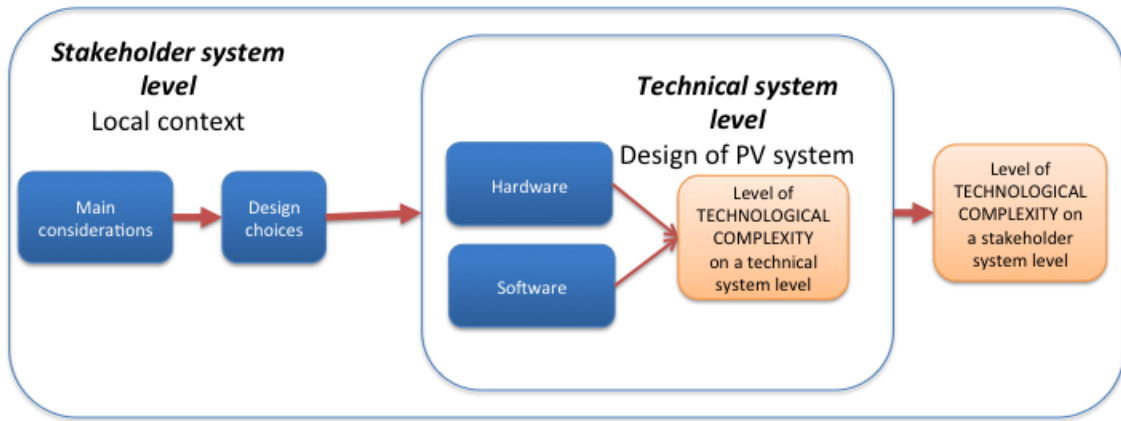 Stakeholder system
level
Local context
Main
considerations
Design
choices
Technical system
level
Design of PV system
Hardware
Software
Level of
TECHNOLOGICAL
COMPLEXITY
on a technical
system level
Level of
TECHNOLOGICAL
COMPLEXITY on
a stakeholder
system level